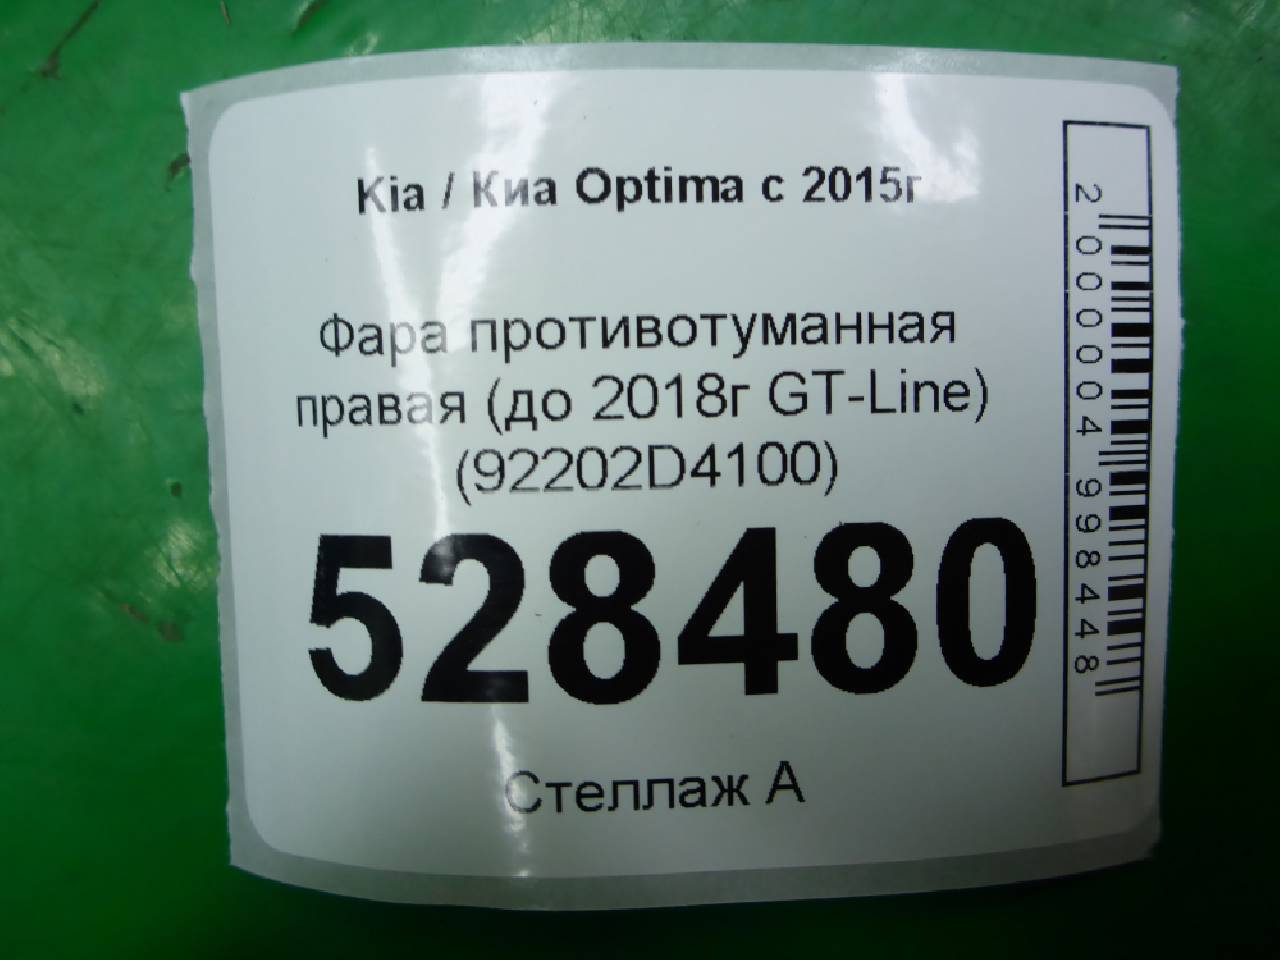 Kia / Киа Optima с 2015г
Фара противотуманная
правая (до 2018г GT-Line)
(92202D4100)
528480
Стеллаж А
2000004998448